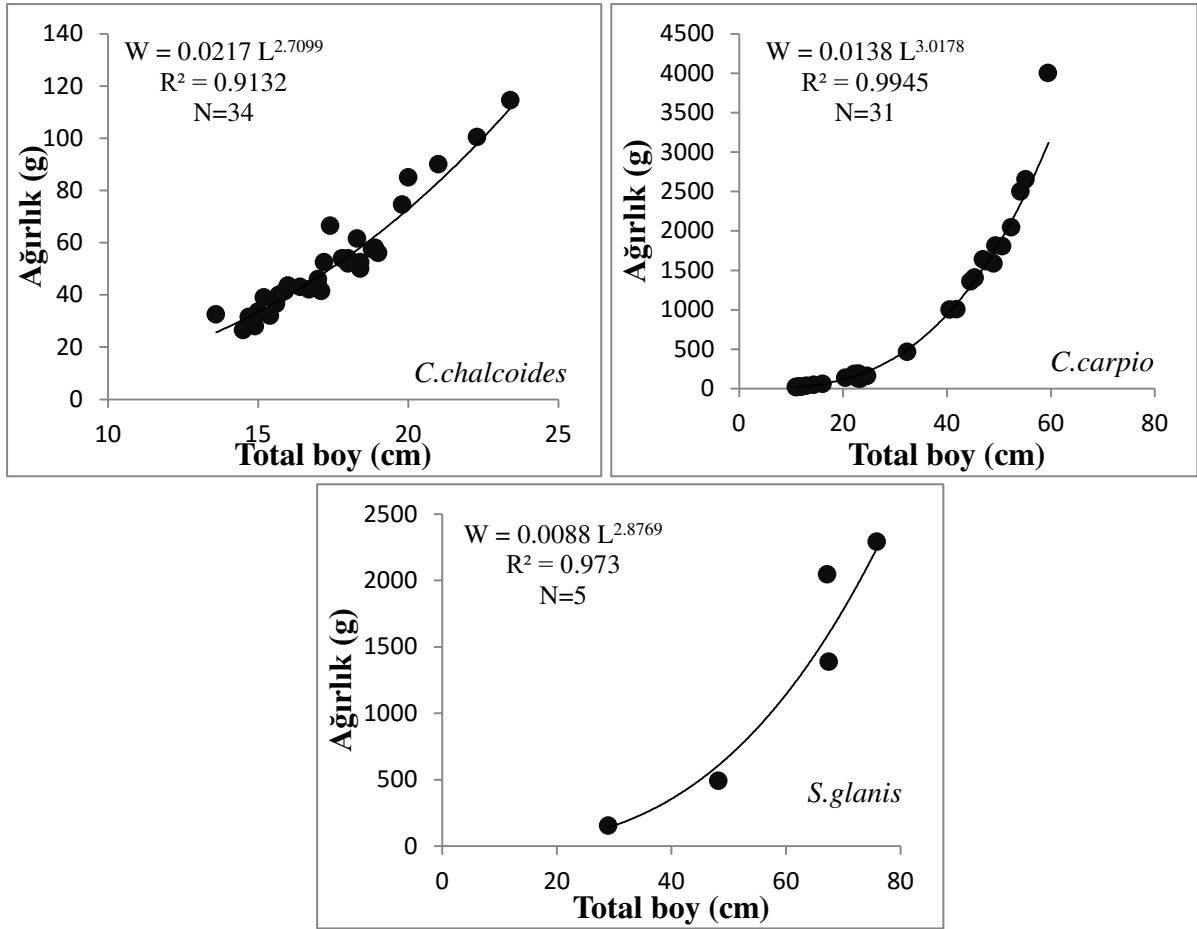 W = 0.0217 L^2.7099
R² = 0.9132
N=34
140
120
100
80
60
40
20
0
Ağırlık (g)
C.chalcoides
10 15 20 25
Total boy (cm)
W = 0.0138 L^3.0178
R² = 0.9945
N=31
4500
4000
3500
3000
2500
2000
1500
1000
500
0
Ağırlık (g)
C.carpio
0 20 40 60 80
Total boy (cm)
W = 0.0088 L^2.8769
R² = 0.973
N=5
2500
2000
1500
1000
500
0
Ağırlık (g)
S.glanis
0 20 40 60 80
Total boy (cm)